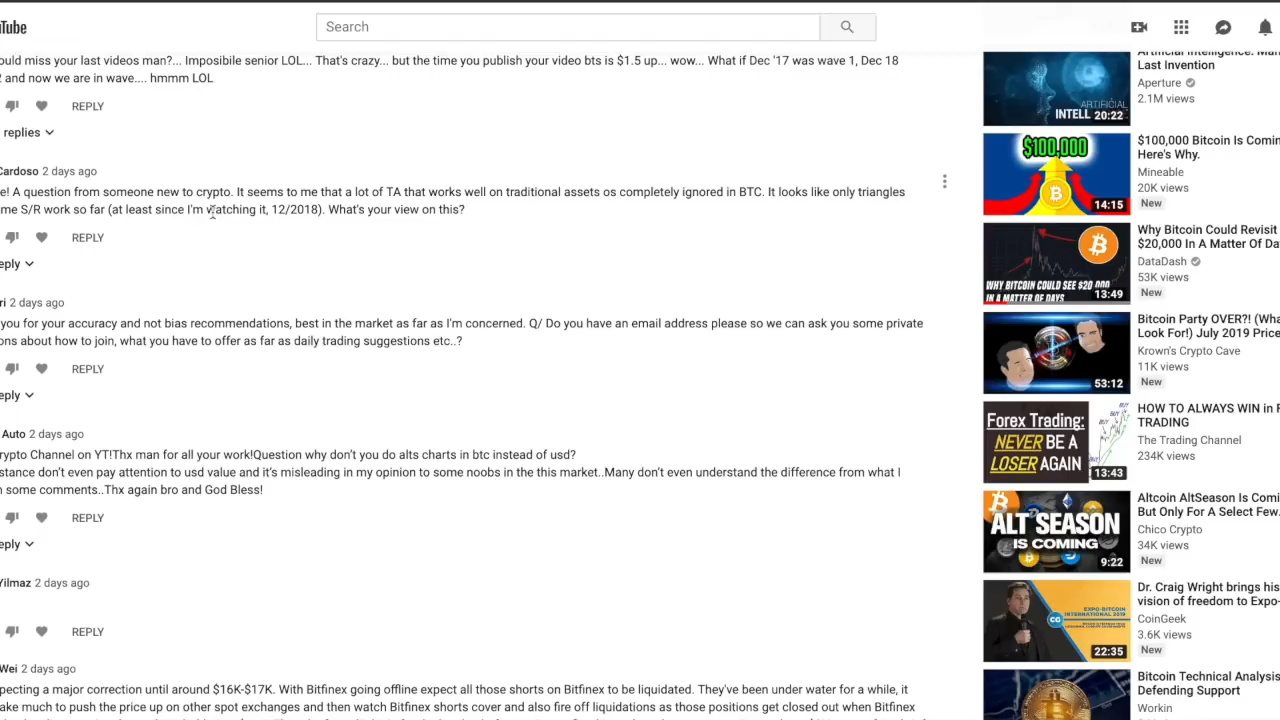 Tube
Search
ould miss your last videos man?... Imposibile senior LOL... That's crazy... but the time you publish your video bts is $1.5 up... wow... What if Dec '17 was wave 1, Dec 18
and now we are in wave.... hmmm LOL
REPLY
replies
Cardoso 2 days ago
e! A question from someone new to crypto. It seems to me that a lot of TA that works well on traditional assets os completely ignored in BTC. It looks like only triangles
me S/R work so far (at least since I'm watching it, 12/2018). What's your view on this?
REPLY
eply
ri 2 days ago
you for your accuracy and not bias recommendations, best in the market as far as I'm concerned. Q/ Do you have an email address please so we can ask you some private
ons about how to join, what you have to offer as far as daily trading suggestions etc..?
REPLY
eply
Auto 2 days ago
rypto Channel on YT!Thx man for all your work!Question why don't you do alts charts in btc instead of usd?
stance don't even pay attention to usd value and it's misleading in my opinion to some noobs in the this market..Many don't even understand the difference from what I
some comments..Thx again bro and God Bless!
REPLY
eply
Yilmaz 2 days ago
REPLY
Wei 2 days ago
pecting a major correction until around $16K-$17K. With Bitfinex going offline expect all those shorts on Bitfinex to be liquidated. They've been under water for a while, it
ake much to push the price up on other spot exchanges and then watch Bitfinex shorts cover and also fire off liquidations as those positions get closed out when Bitfinex
Artificial Intelligence: Man
Last Invention
Aperture
2.1M views
ARTIFICIAL
INTELL 20:22
$100,000
14:15
$100,000 Bitcoin Is Coming
Here's Why.
Mineable
20K views
New
WHY BITCOIN COULD SEE $20,000
IN A MATTER OF DAYS
13:49
Why Bitcoin Could Revisit
$20,000 In A Matter Of Da
DataDash
53K views
New
53:12
Bitcoin Party OVER?! (Wha
Look For!) July 2019 Price
Krown's Crypto Cave
11K views
New
Forex Trading:
NEVER BE A
LOSER AGAIN
BUY
13:43
HOW TO ALWAYS WIN in F
TRADING
The Trading Channel
234K views
ALT SEASON
IS COMING
9:22
Altcoin AltSeason Is Comi
But Only For A Select Few.
Chico Crypto
34K views
New
EXPO-BITCOIN
INTERNATIONAL 2019
CG
22:35
Dr. Craig Wright brings his
vision of freedom to Expo-
CoinGeek
3.6K views
New
Bitcoin Technical Analysis
Defending Support
Workin